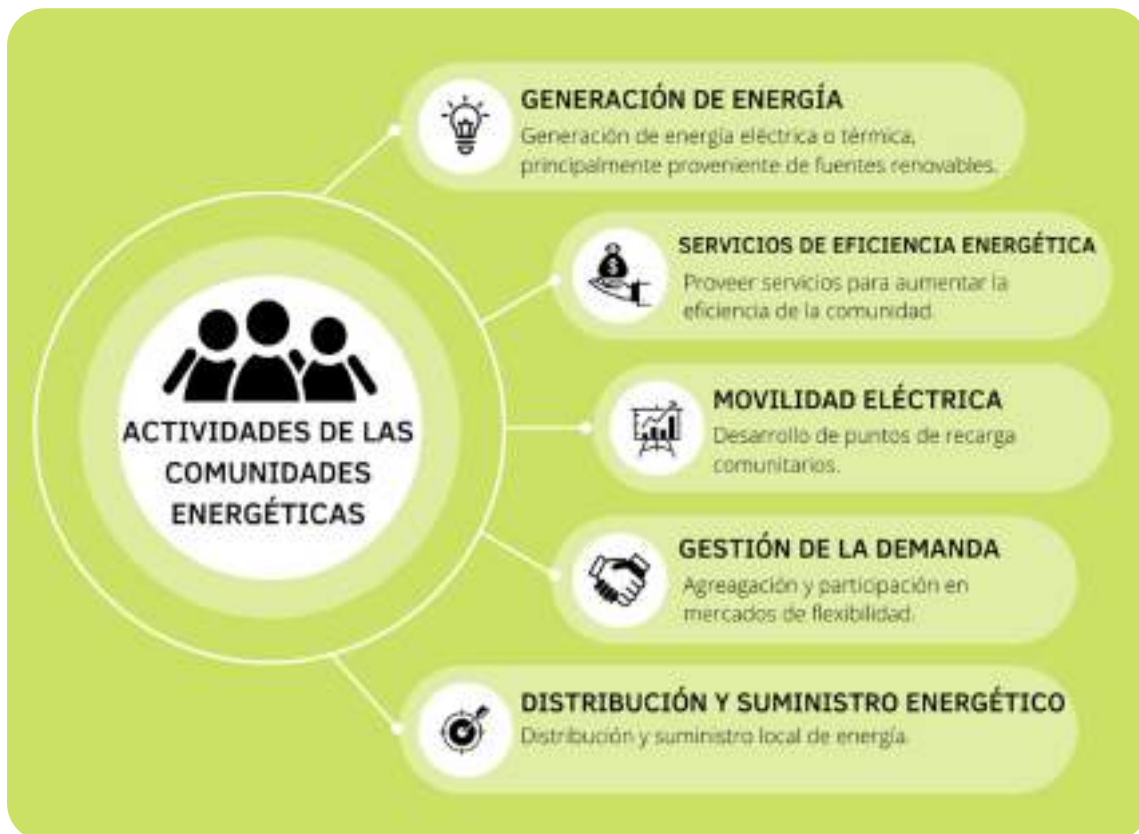 GENERACIÓN DE ENERGÍA
Generación de energía eléctrica o térmica,
principalmente proveniente de fuentes renovables.
SERVICIOS DE EFICIENCIA ENERGÉTICA
Proveer servicios para aumentar la
eficiencia de la comunidad.
ACTIVIDADES DE LAS
COMUNIDADES
ENERGÉTICAS
MOVILIDAD ELÉCTRICA
Desarrollo de puntos de recarga
comunitarios.
GESTIÓN DE LA DEMANDA
Agreagación y participación en
mercados de flexibilidad.
DISTRIBUCIÓN Y SUMINISTRO ENERGÉTICO
Distribución y suministro local de energía.